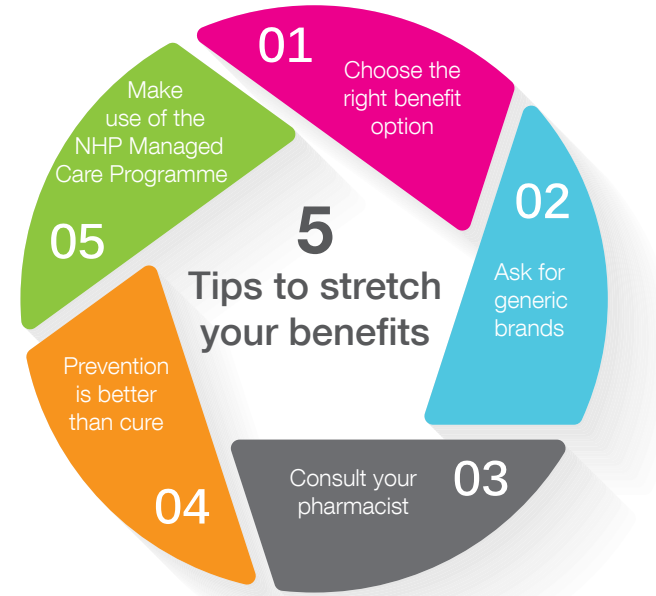 5
Tips to stretch
your benefits
01
Choose the
right benefit
option
02
Ask for
generic
brands
03
Consult your
pharmacist
04
Prevention
is better
than cure
05
Make
use of the
NHP Managed
Care Programme